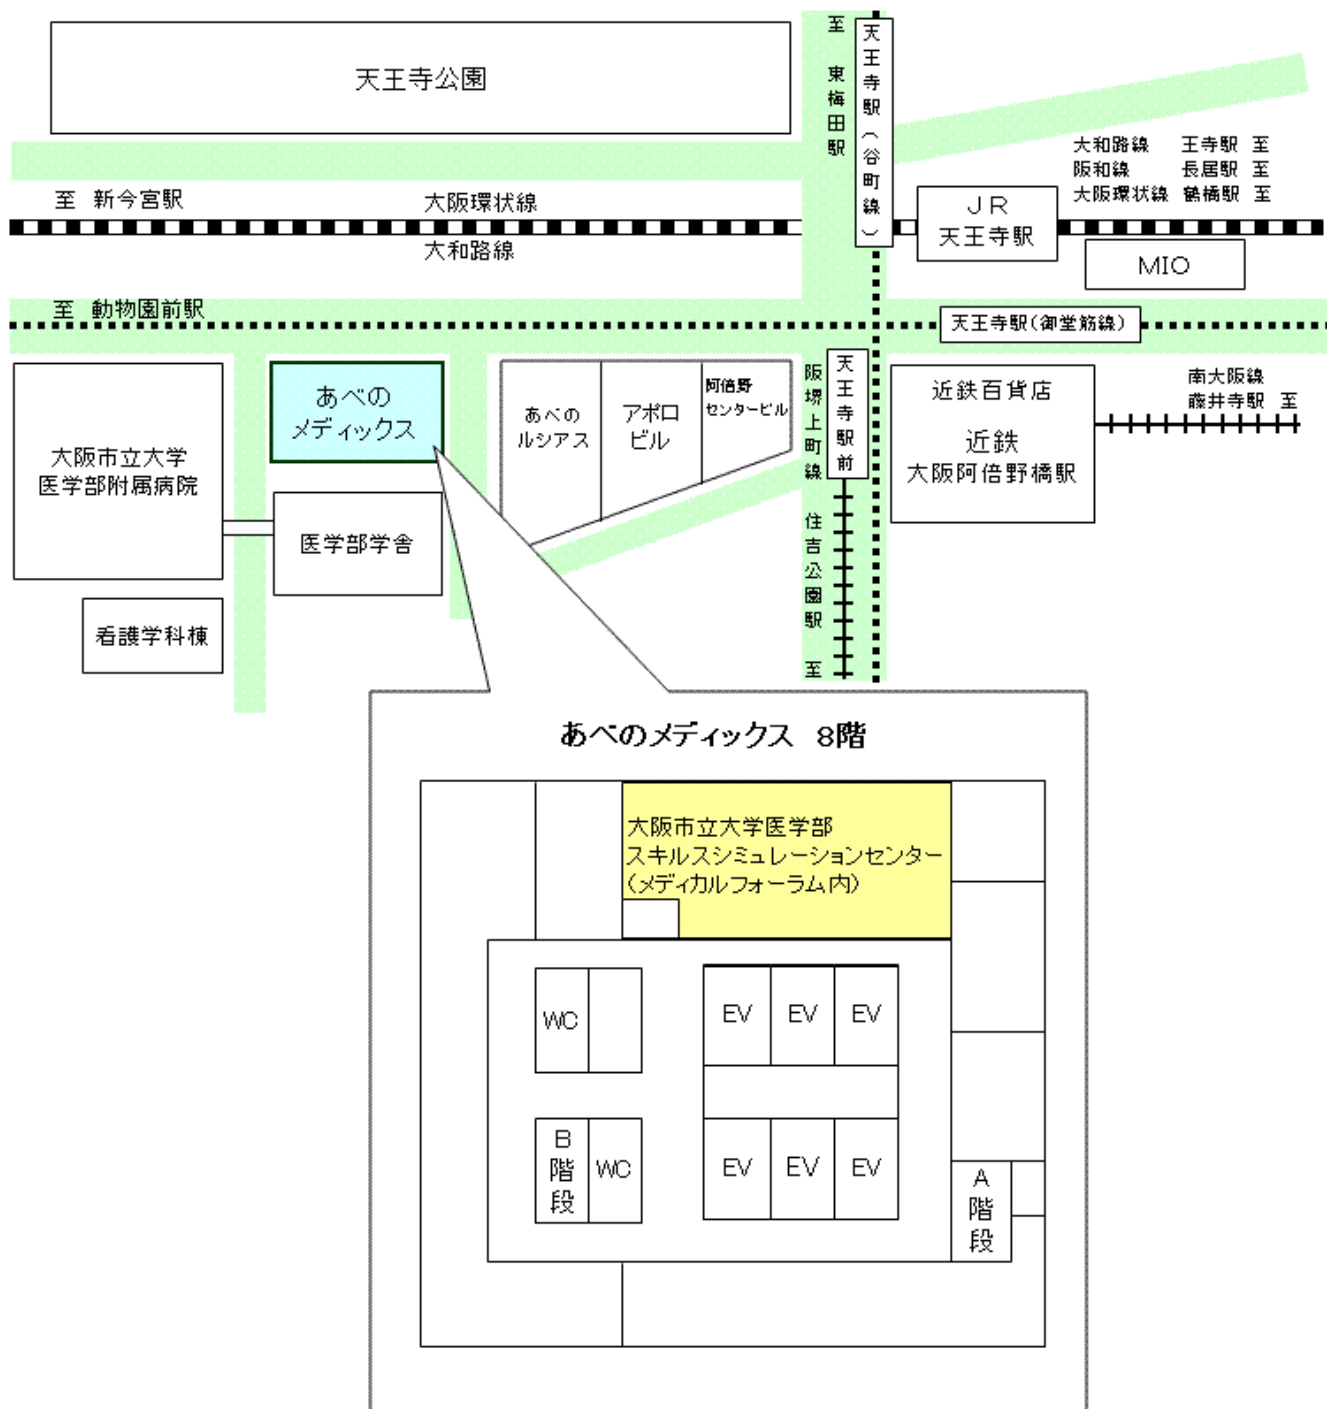 天王寺公園
至 東梅田駅
天王寺駅(谷町線)
大和路線 王寺駅 至
阪和線 長居駅 至
大阪環状線 鶴橋駅 至
至 新今宮駅
大阪環状線
大和路線
JR
天王寺駅
MIO
至 動物園前駅
天王寺駅(御堂筋線)
大阪市立大学
医学部附属病院
あべの
メディックス
あべの
ルシアス
アポロ
ビル
阿倍野
センタービル
阪堺上町線 住吉公園駅 至
天王寺駅前
近鉄百貨店
近鉄
大阪阿倍野橋駅
南大阪線
藤井寺駅 至
医学部学舎
看護学科棟
あべのメディックス 8階
大阪市立大学医学部
スキルスシミュレーションセンター
(メディカルフォーラム内)
WC
EV
EV
EV
B階段
WC
EV
EV
EV
A階段